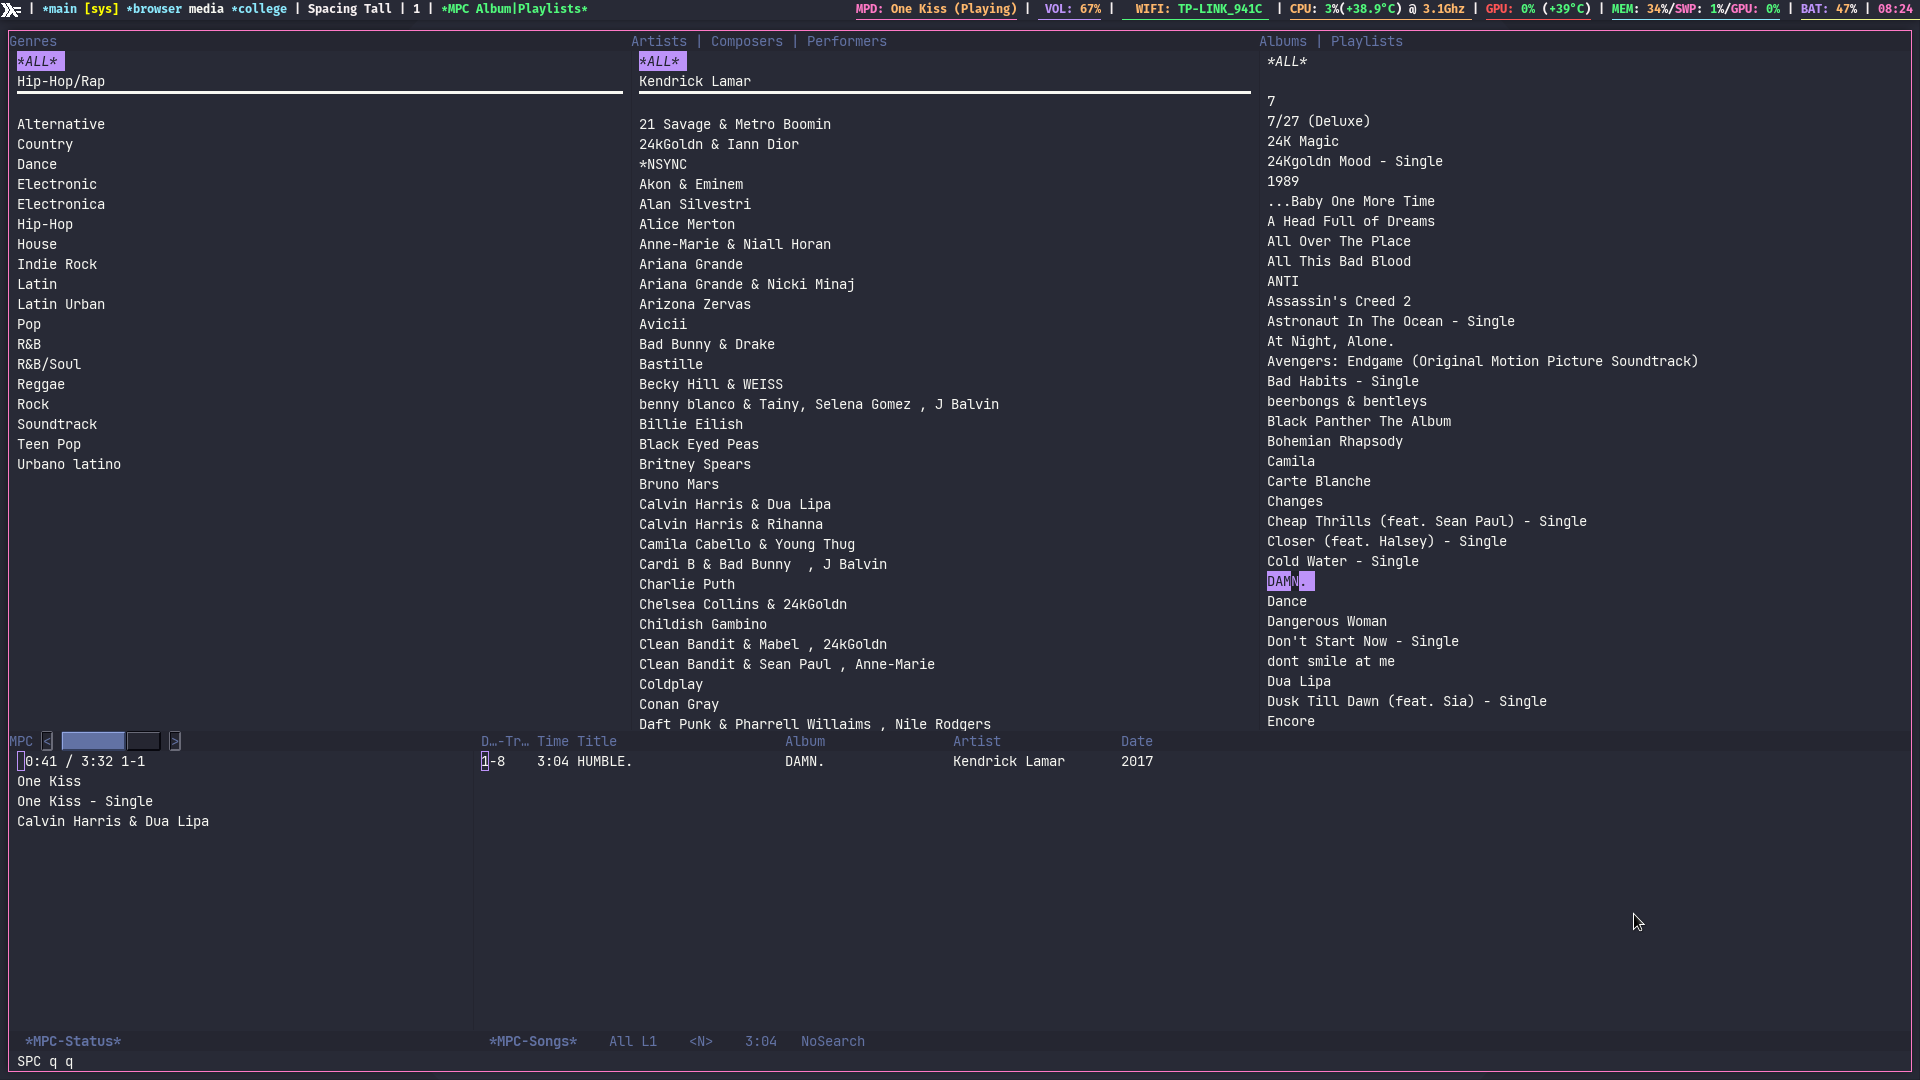 | *main [sys] *browser media *college | Spacing Tall | 1 | *MPC Album|Playlists* MPD: One Kiss (Playing) | VOL: 67% | WIFI: TP-LINK_941C | CPU: 3%(+38.9°C) @ 3.1Ghz | GPU: 0% (+39°C) | MEM: 34%/SWP: 1%/GPU: 0% | BAT: 47% | 08:24
Genres
*ALL*
Hip-Hop/Rap
Alternative
Country
Dance
Electronic
Electronica
Hip-Hop
House
Indie Rock
Latin
Latin Urban
Pop
R&B
R&B/Soul
Reggae
Rock
Soundtrack
Teen Pop
Urbano latino
Artists | Composers | Performers
*ALL*
Kendrick Lamar
21 Savage & Metro Boomin
24kGoldn & Iann Dior
*NSYNC
Akon & Eminem
Alan Silvestri
Alice Merton
Anne-Marie & Niall Horan
Ariana Grande
Ariana Grande & Nicki Minaj
Arizona Zervas
Avicii
Bad Bunny & Drake
Bastille
Becky Hill & WEISS
benny blanco & Tainy, Selena Gomez , J Balvin
Billie Eilish
Black Eyed Peas
Britney Spears
Bruno Mars
Calvin Harris & Dua Lipa
Calvin Harris & Rihanna
Camila Cabello & Young Thug
Cardi B & Bad Bunny  , J Balvin
Charlie Puth
Chelsea Collins & 24kGoldn
Childish Gambino
Clean Bandit & Mabel , 24kGoldn
Clean Bandit & Sean Paul , Anne-Marie
Coldplay
Conan Gray
Daft Punk & Pharrell Willaims , Nile Rodgers
Albums | Playlists
*ALL*
7
7/27 (Deluxe)
24K Magic
24Kgoldn Mood - Single
1989
...Baby One More Time
A Head Full of Dreams
All Over The Place
All This Bad Blood
ANTI
Assassin's Creed 2
Astronaut In The Ocean - Single
At Night, Alone.
Avengers: Endgame (Original Motion Picture Soundtrack)
Bad Habits - Single
beerbongs & bentleys
Black Panther The Album
Bohemian Rhapsody
Camila
Carte Blanche
Changes
Cheap Thrills (feat. Sean Paul) - Single
Closer (feat. Halsey) - Single
Cold Water - Single
DAMN.
Dance
Dangerous Woman
Don't Start Now - Single
dont smile at me
Dua Lipa
Dusk Till Dawn (feat. Sia) - Single
Encore
MPC < >
0:41 / 3:32 1-1
One Kiss
One Kiss - Single
Calvin Harris & Dua Lipa
D…-Tr… Time Title Album Artist Date
1-8 3:04 HUMBLE. DAMN. Kendrick Lamar 2017
*MPC-Status*
*MPC-Songs* All L1 <N> 3:04 NoSearch
SPC q q